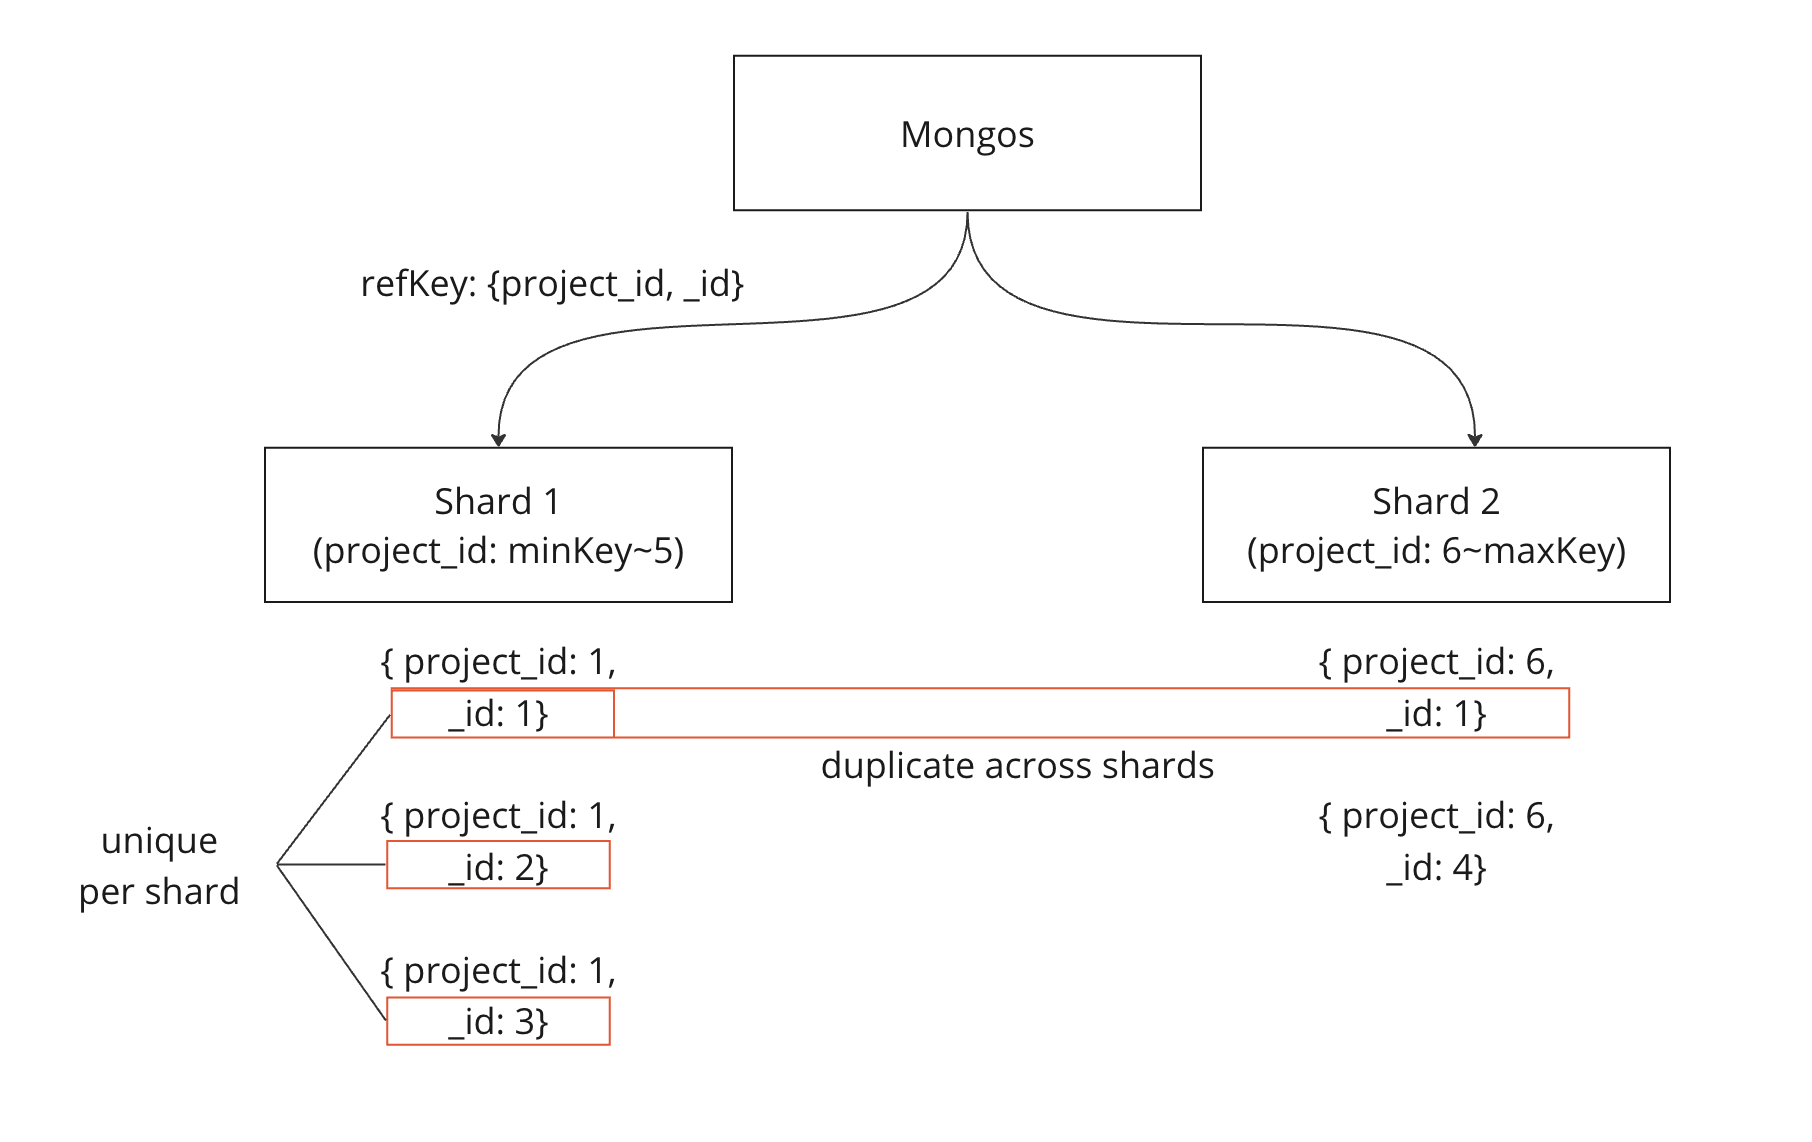 Mongos
refKey: {project_id, _id}
Shard 1
(project_id: minKey~5)
Shard 2
(project_id: 6~maxKey)
{ project_id: 1,
_id: 1}
{ project_id: 6,
_id: 1}
duplicate across shards
{ project_id: 1,
_id: 2}
{ project_id: 6,
_id: 4}
unique
per shard
{ project_id: 1,
_id: 3}